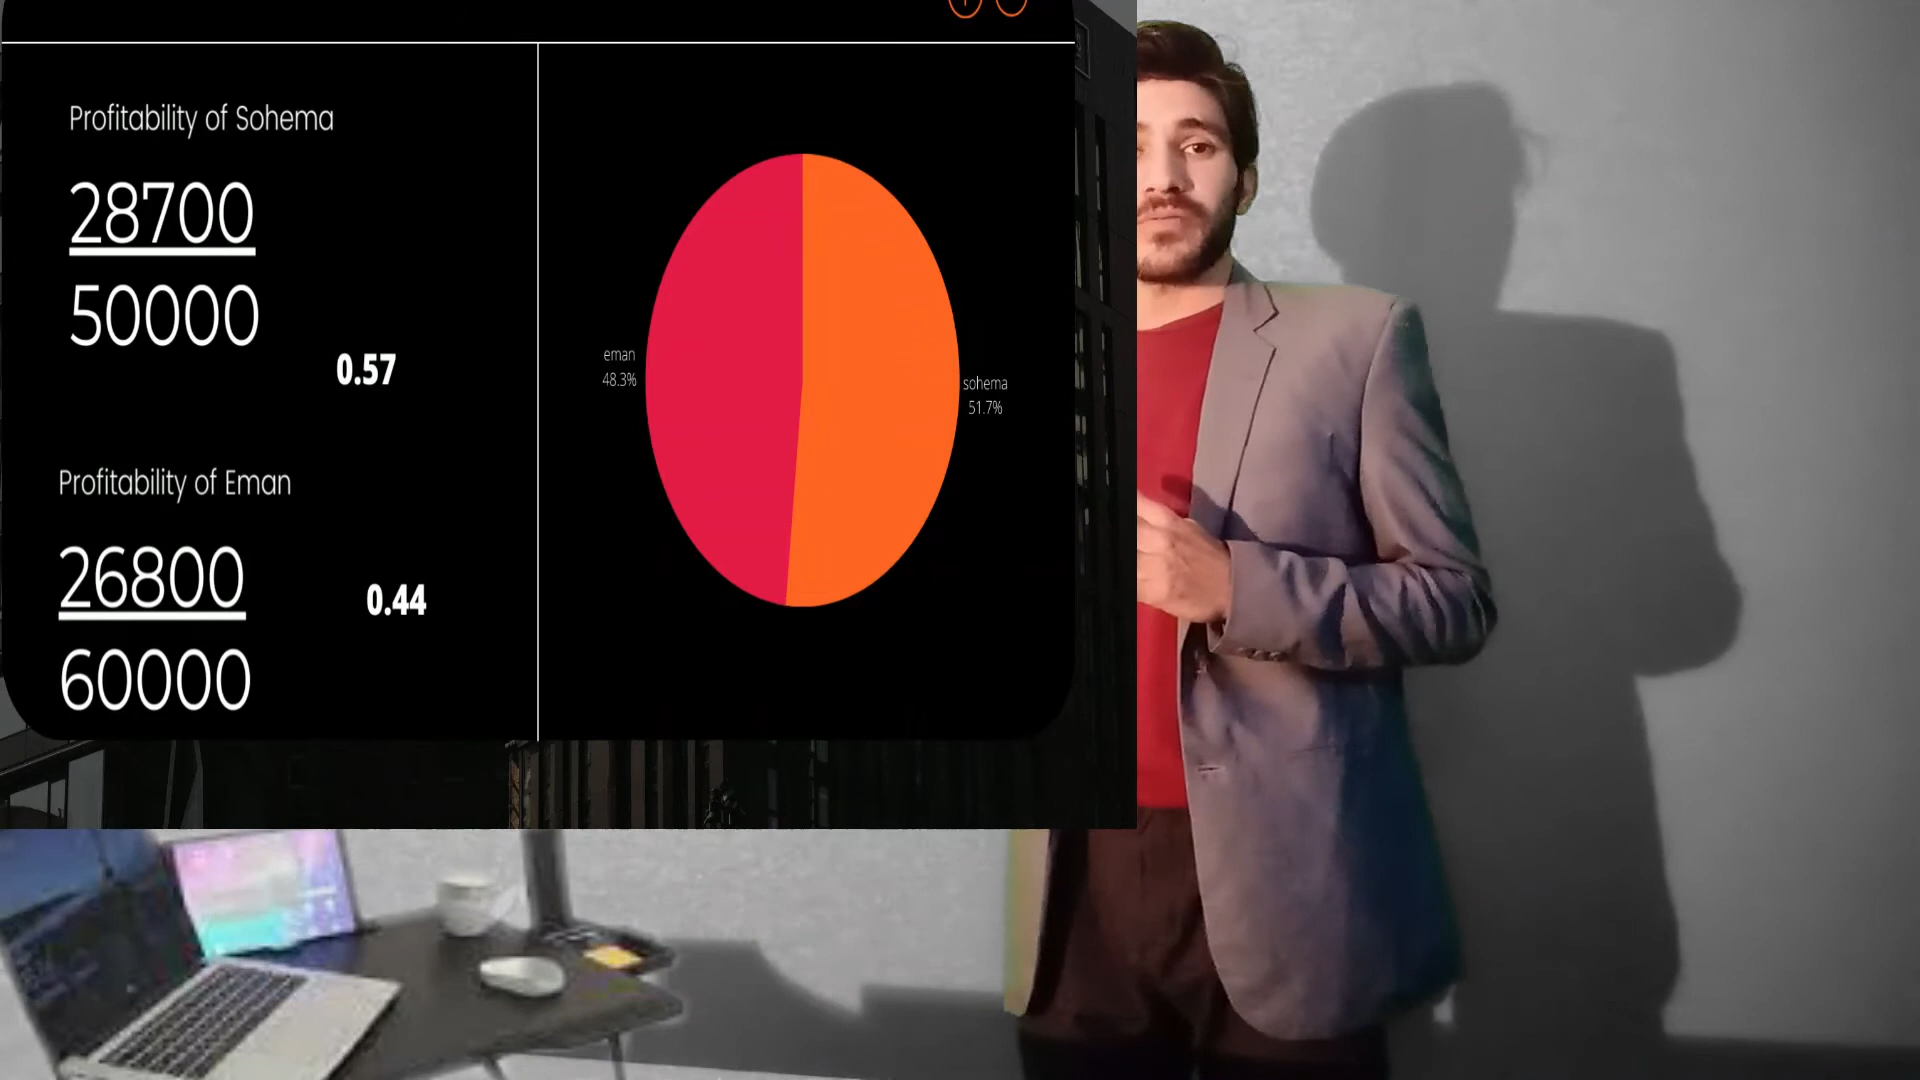 Profitability of Sohema
28700
50000
0.57
Profitability of Eman
26800
0.44
60000
eman
48.3%
sohema
51.7%